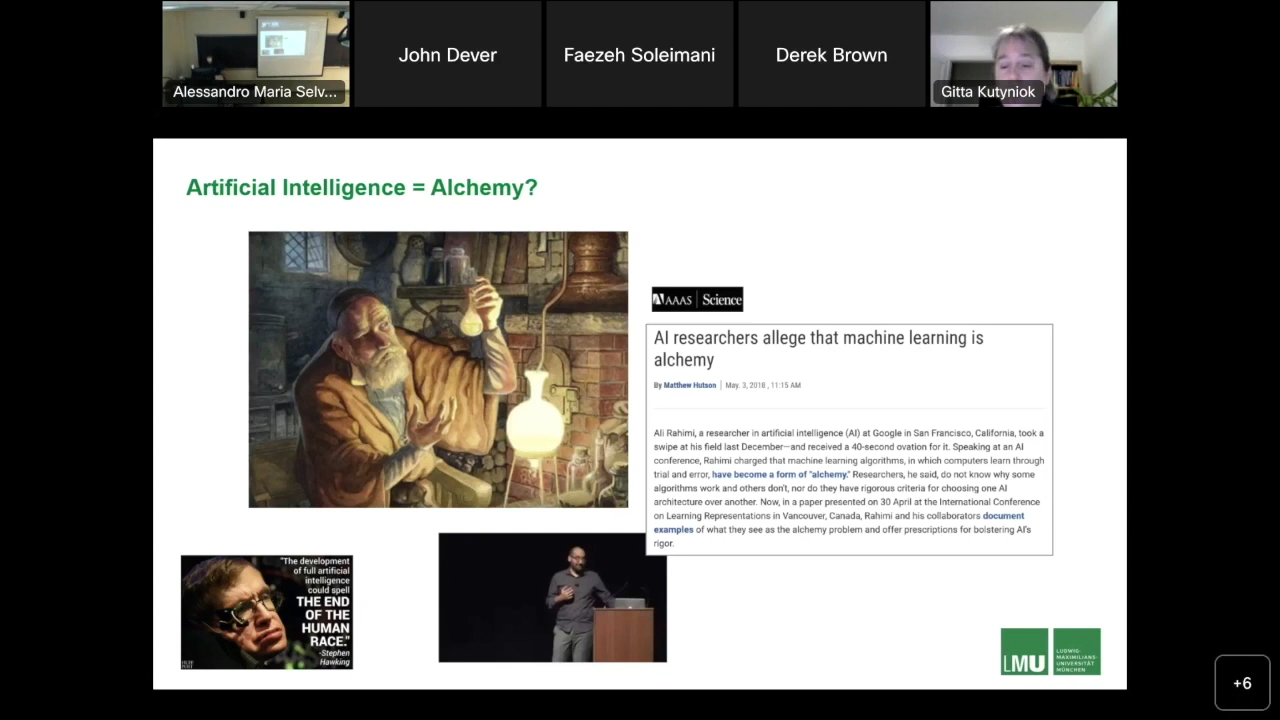 Alessandro Maria Selv...
John Dever
Faezeh Soleimani
Derek Brown
Gitta Kutyniok
Artificial Intelligence = Alchemy?
AAAS Science
AI researchers allege that machine learning is
alchemy
By Matthew Hutson | May. 3, 2018 , 11:15 AM
Ali Rahimi, a researcher in artificial intelligence (AI) at Google in San Francisco, California, took a
swipe at his field last December—and received a 40-second ovation for it. Speaking at an AI
conference, Rahimi charged that machine learning algorithms, in which computers learn through
trial and error, have become a form of "alchemy." Researchers, he said, do not know why some
algorithms work and others don't, nor do they have rigorous criteria for choosing one AI
architecture over another. Now, in a paper presented on 30 April at the International Conference
on Learning Representations in Vancouver, Canada, Rahimi and his collaborators document
examples of what they see as the alchemy problem and offer prescriptions for bolstering AI's
rigor.
"The development
of full artificial
intelligence
could spell
THE END
OF THE
HUMAN
RACE."
-Stephen
Hawking
LMU
LUDWIG-
MAXIMILIANS-
UNIVERSITÄT
MÜNCHEN
+6